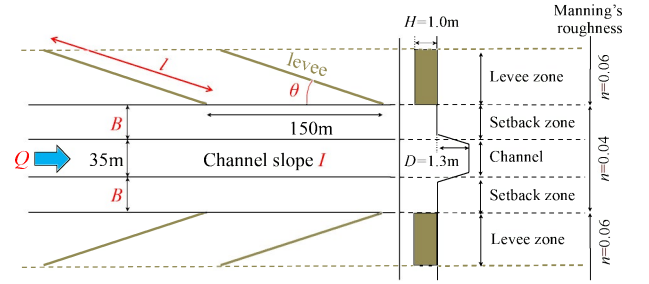 H=1.0m
Manning's
roughness
l
levee
θ
Levee zone
n=0.06
B
150m
Setback zone
Q
35m
Channel slope I
D=1.3m
Channel
n=0.04
B
Setback zone
Levee zone
n=0.06